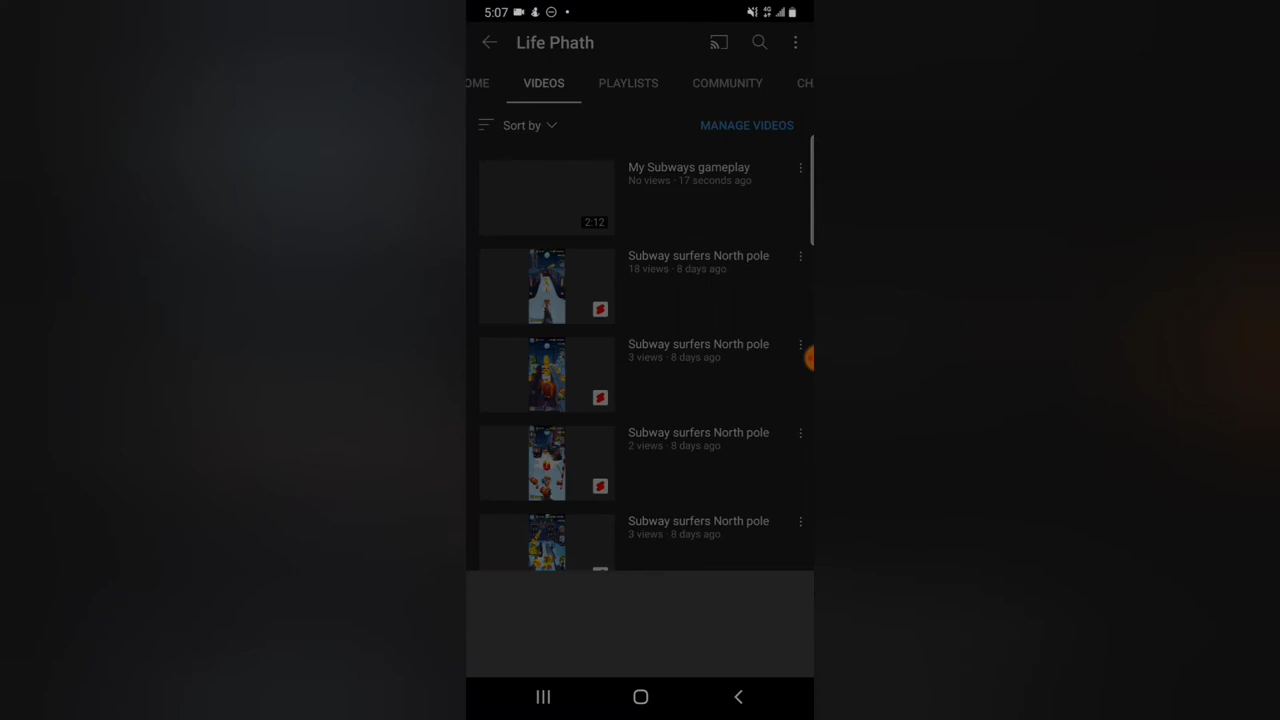 5:07
4G
Life Phath
OME VIDEOS PLAYLISTS COMMUNITY CH
Sort by MANAGE VIDEOS
My Subways gameplay
No views · 17 seconds ago
2:12
Subway surfers North pole
18 views · 8 days ago
Subway surfers North pole
3 views · 8 days ago
Subway surfers North pole
2 views · 8 days ago
Subway surfers North pole
3 views · 8 days ago